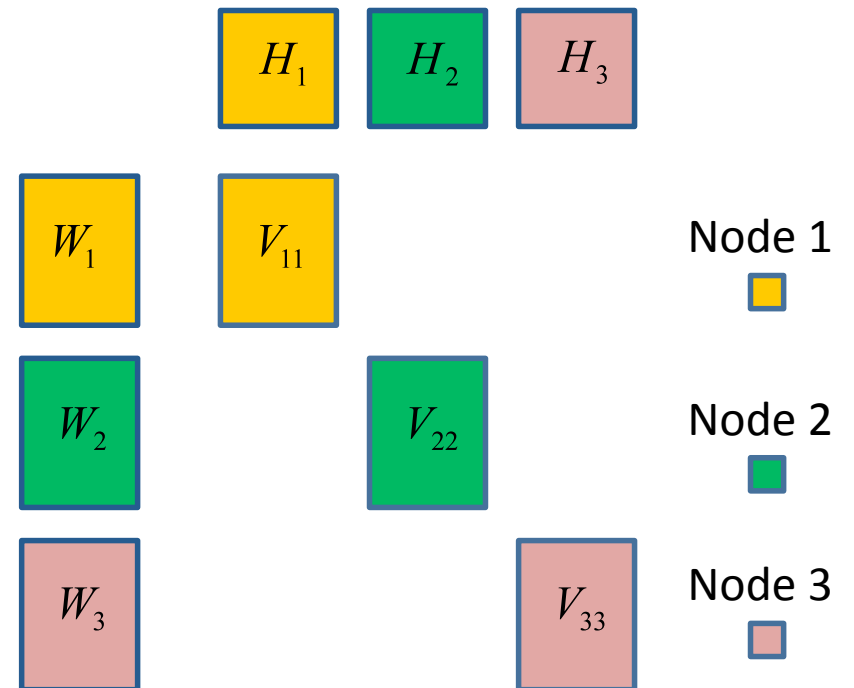 H₁ H₂ H₃
W₁ V₁₁ Node 1
W₂ V₂₂ Node 2
W₃ V₃₃ Node 3